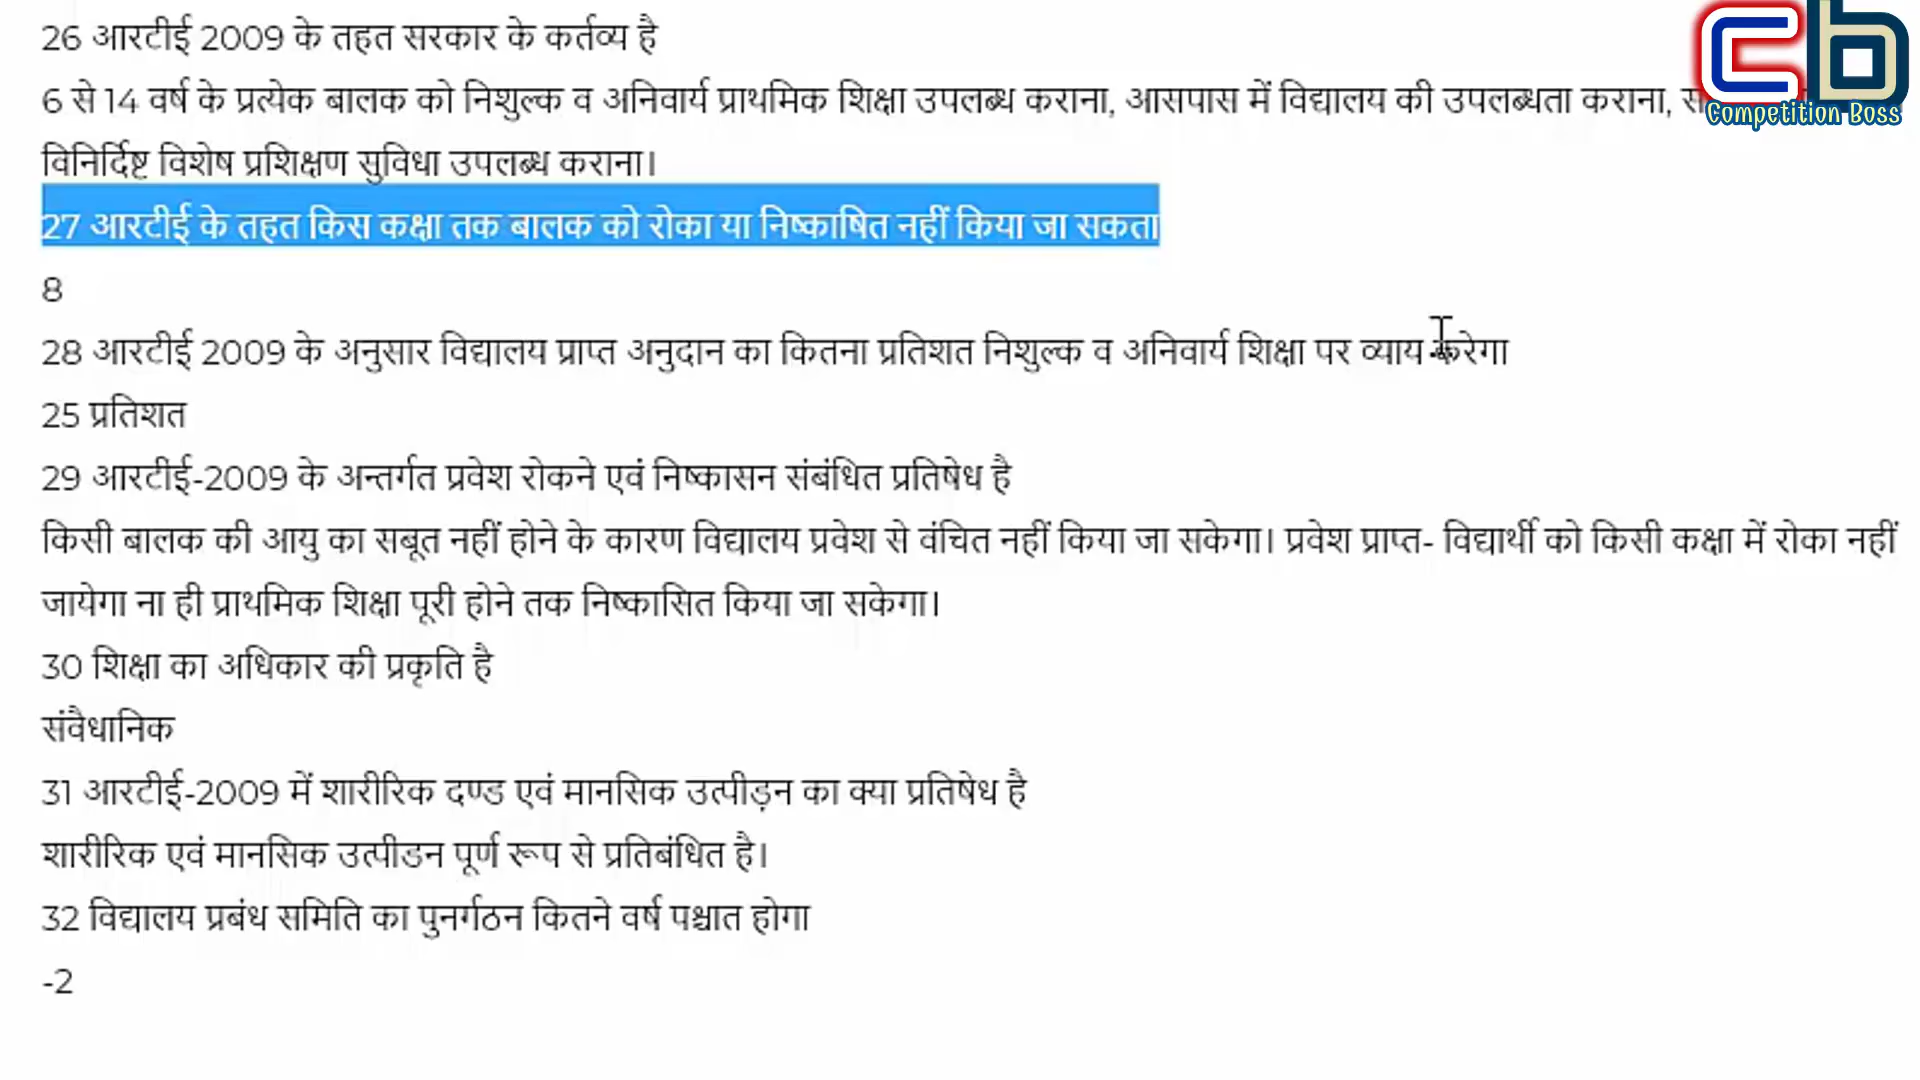 26 आरटीई 2009 के तहत सरकार के कर्तव्य है
6 से 14 वर्ष के प्रत्येक बालक को निशुल्क व अनिवार्य प्राथमिक शिक्षा उपलब्ध कराना, आसपास में विद्यालय की उपलब्धता कराना,
cb
Competition Boss
विनिर्दिष्ट विशेष प्रशिक्षण सुविधा उपलब्ध कराना।
27 आरटीई के तहत किस कक्षा तक बालक को रोका या निष्काषित नहीं किया जा सकता
8
28 आरटीई 2009 के अनुसार विद्यालय प्राप्त अनुदान का कितना प्रतिशत निशुल्क व अनिवार्य शिक्षा पर व्याय करेगा
25 प्रतिशत
29 आरटीई-2009 के अन्तर्गत प्रवेश रोकने एवं निष्कासन संबंधित प्रतिषेध है
किसी बालक की आयु का सबूत नहीं होने के कारण विद्यालय प्रवेश से वंचित नहीं किया जा सकेगा। प्रवेश प्राप्त- विद्यार्थी को किसी कक्षा में रोका नहीं
जायेगा ना ही प्राथमिक शिक्षा पूरी होने तक निष्कासित किया जा सकेगा।
30 शिक्षा का अधिकार की प्रकृति है
संवैधानिक
31 आरटीई-2009 में शारीरिक दण्ड एवं मानसिक उत्पीड़न का क्या प्रतिषेध है
शारीरिक एवं मानसिक उत्पीडन पूर्ण रूप से प्रतिबंधित है।
32 विद्यालय प्रबंध समिति का पुनर्गठन कितने वर्ष पश्चात होगा
-2